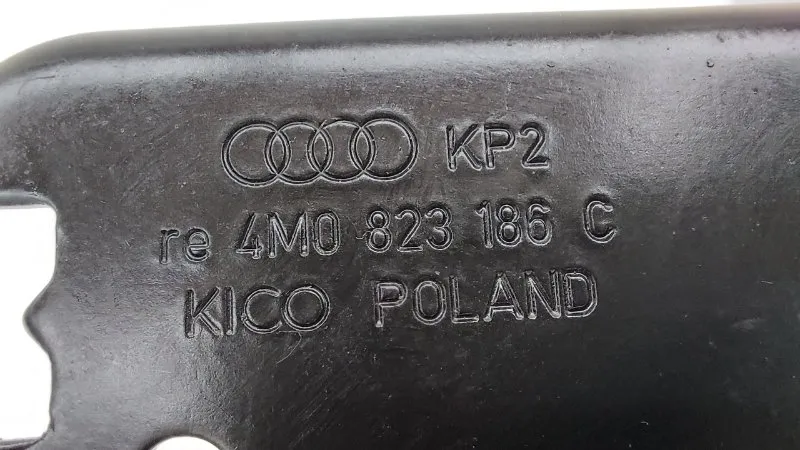 KP2
re 4M0 823 186 C
KICO POLAND